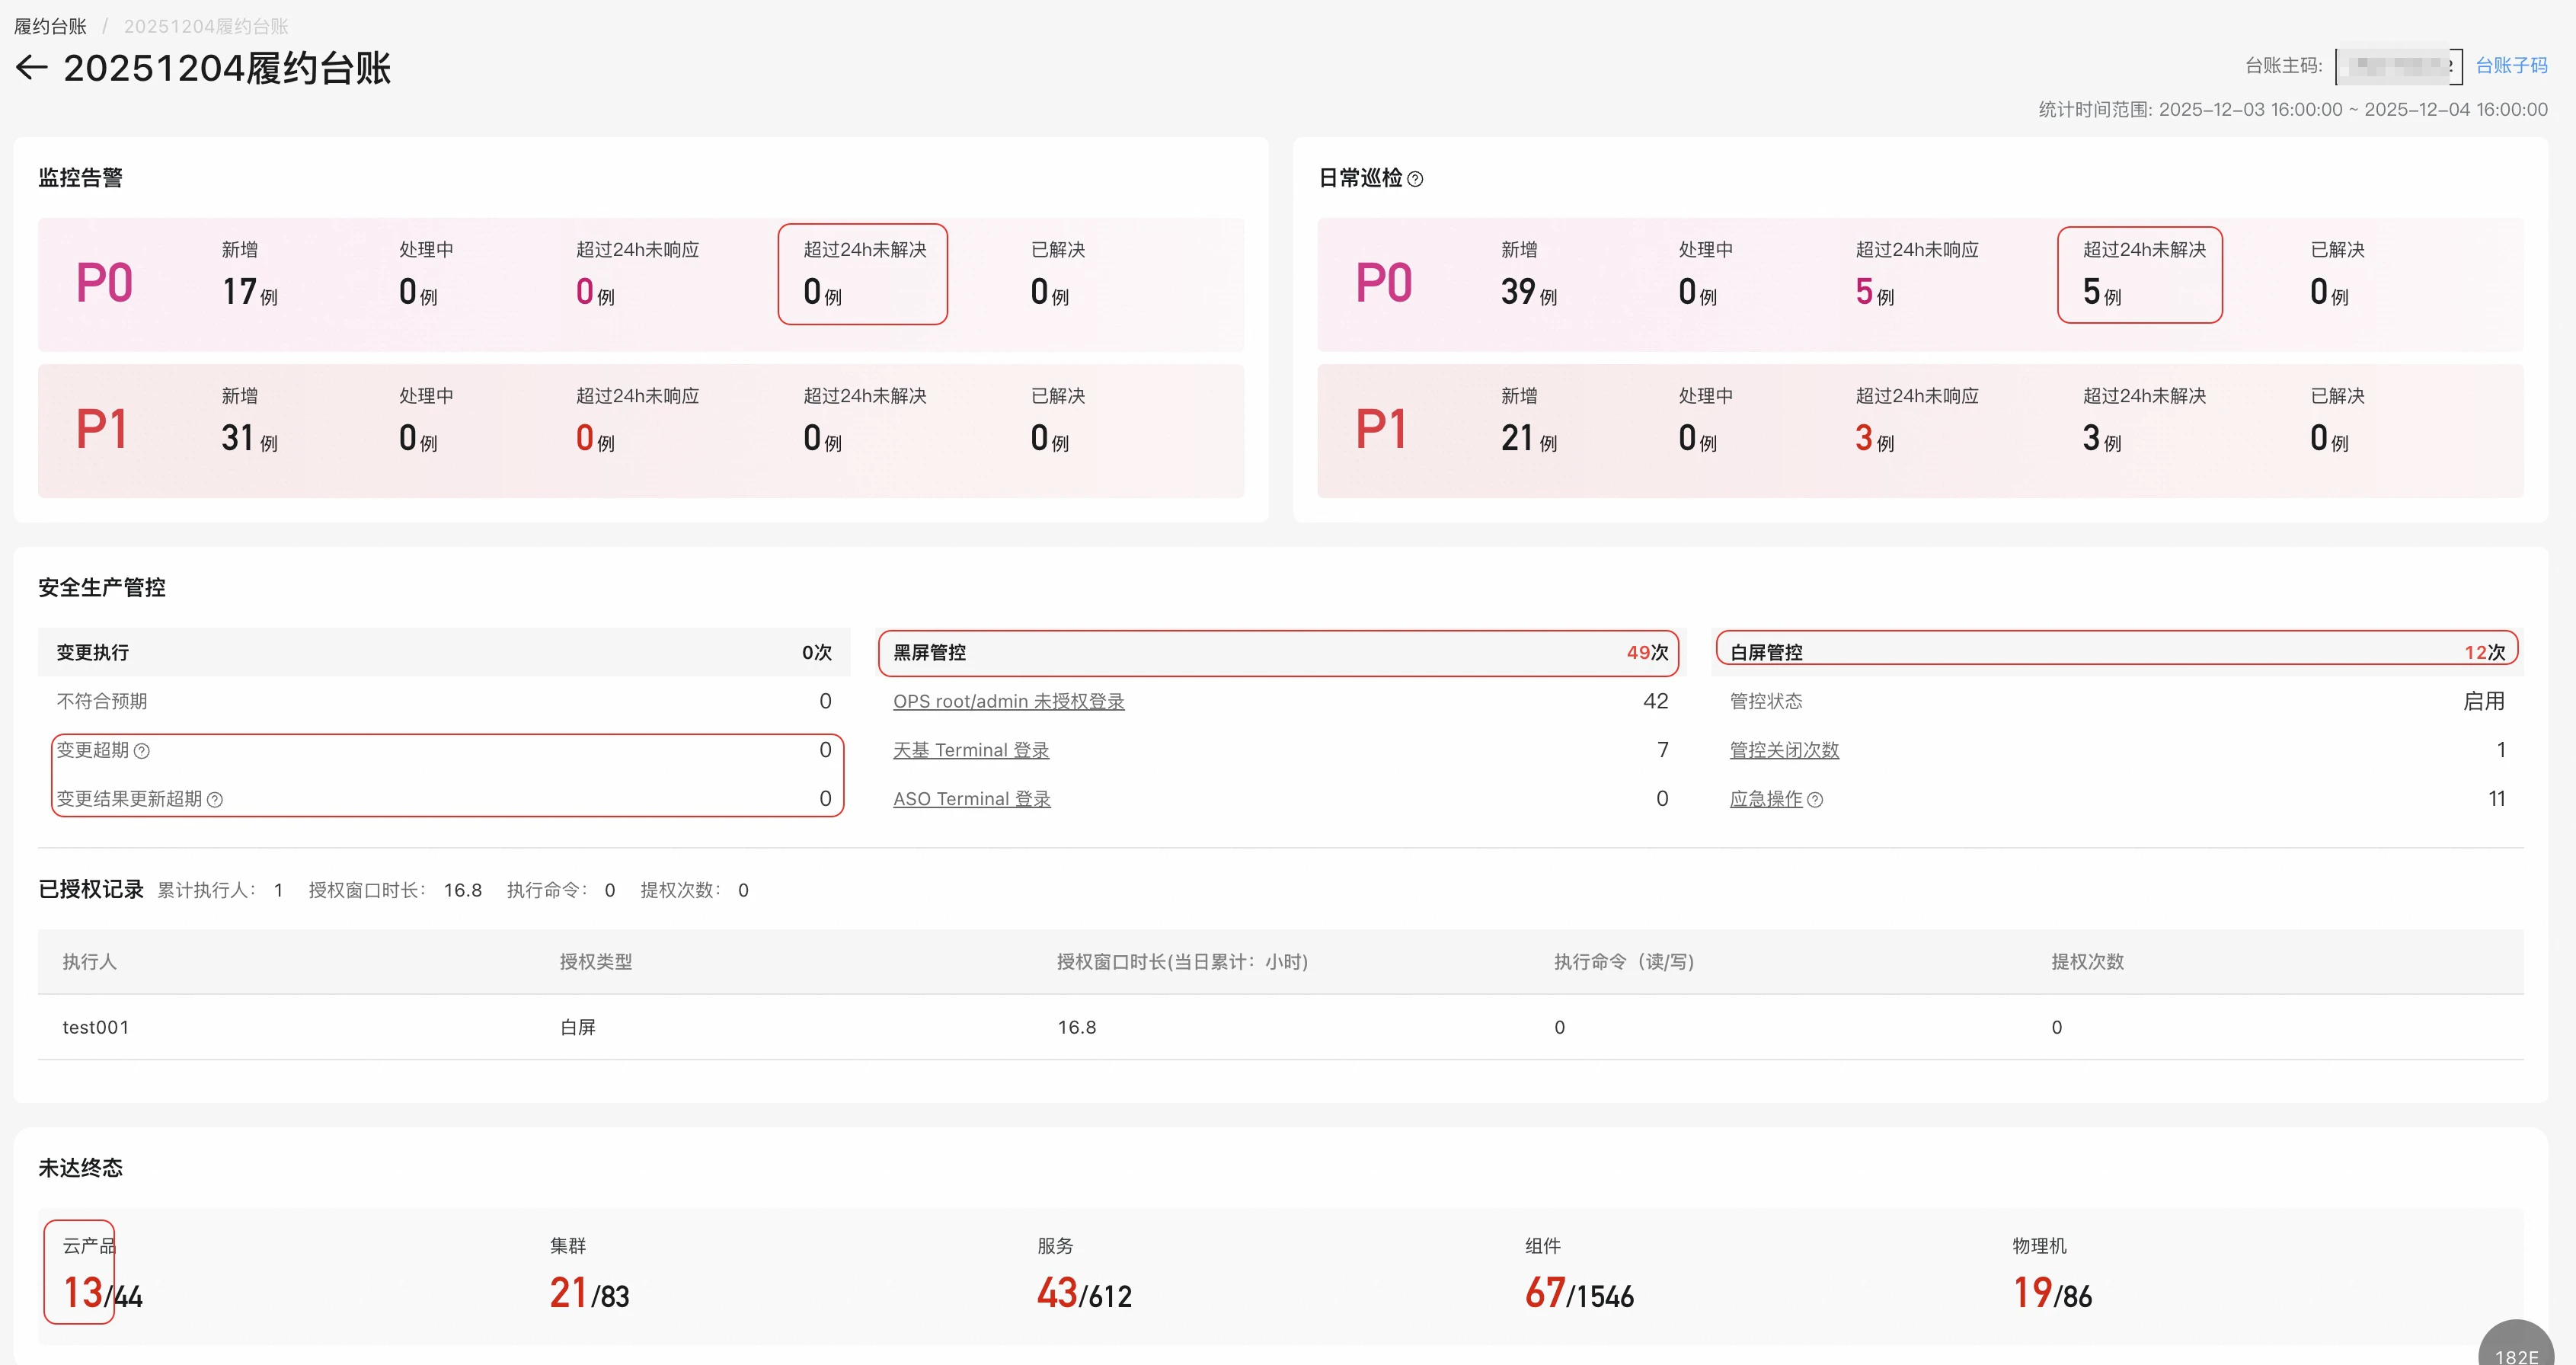 履约台账 / 20251204履约台账
← 20251204履约台账
台账主码: 台账子码
统计时间范围: 2025-12-03 16:00:00 ~ 2025-12-04 16:00:00
监控告警
P0
新增 处理中 超过24h未响应 超过24h未解决 已解决
17例 0例 0例 0例 0例
P1
新增 处理中 超过24h未响应 超过24h未解决 已解决
31例 0例 0例 0例 0例
日常巡检
P0
新增 处理中 超过24h未响应 超过24h未解决 已解决
39例 0例 5例 5例 0例
P1
新增 处理中 超过24h未响应 超过24h未解决 已解决
21例 0例 3例 3例 0例
安全生产管控
变更执行 0次
不符合预期 0
变更超期 0
变更结果更新超期 0
黑屏管控 49次
OPS root/admin 未授权登录 42
天基 Terminal 登录 7
ASO Terminal 登录 0
白屏管控 12次
管控状态 启用
管控关闭次数 1
应急操作 11
已授权记录 累计执行人: 1 授权窗口时长: 16.8 执行命令: 0 提权次数: 0
执行人 授权类型 授权窗口时长(当日累计: 小时) 执行命令（读/写） 提权次数
test001 白屏 16.8 0 0
未达终态
云产品 集群 服务 组件 物理机
13/44 21/83 43/612 67/1546 19/86
182E